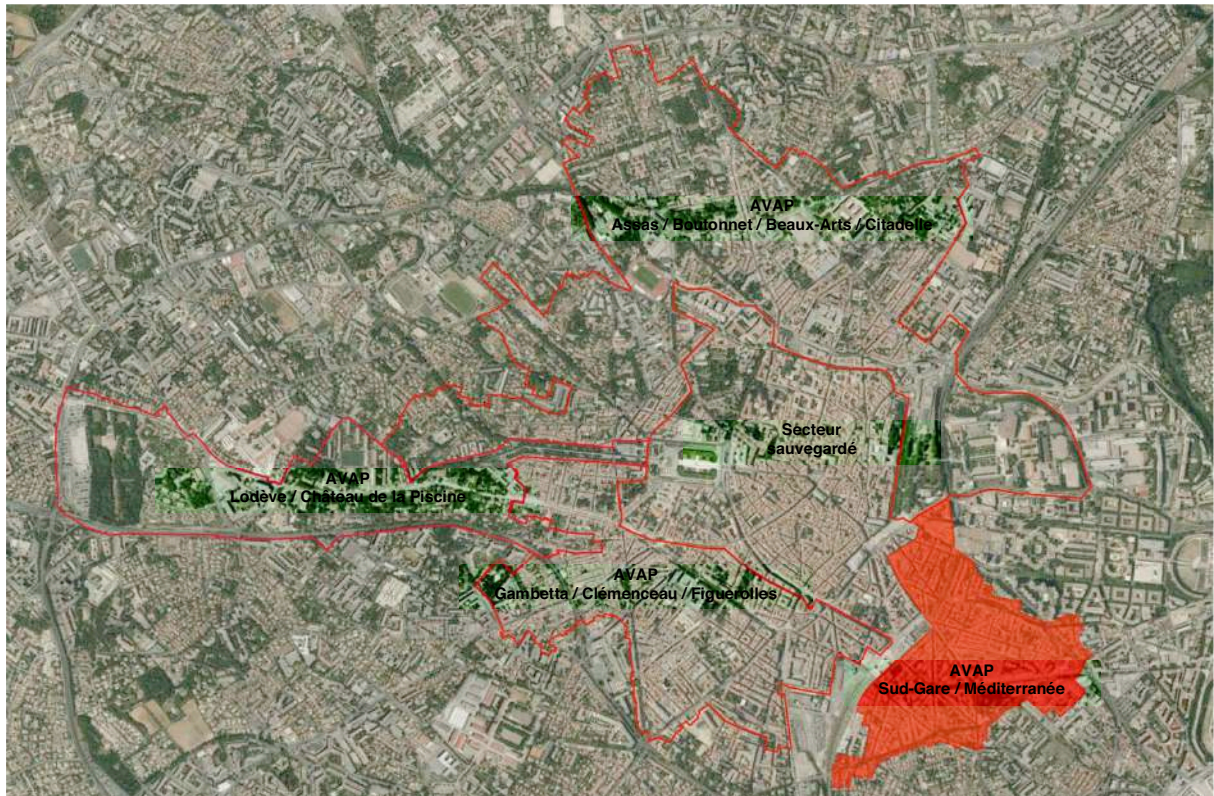 AVAP
Assas / Boutonnet / Beaux-Arts / Citadelle
Secteur
sauvegardé
AVAP
Lodève / Château de la Piscine
AVAP
Gambetta / Clémenceau / Figuerolles
AVAP
Sud-Gare / Méditerranée